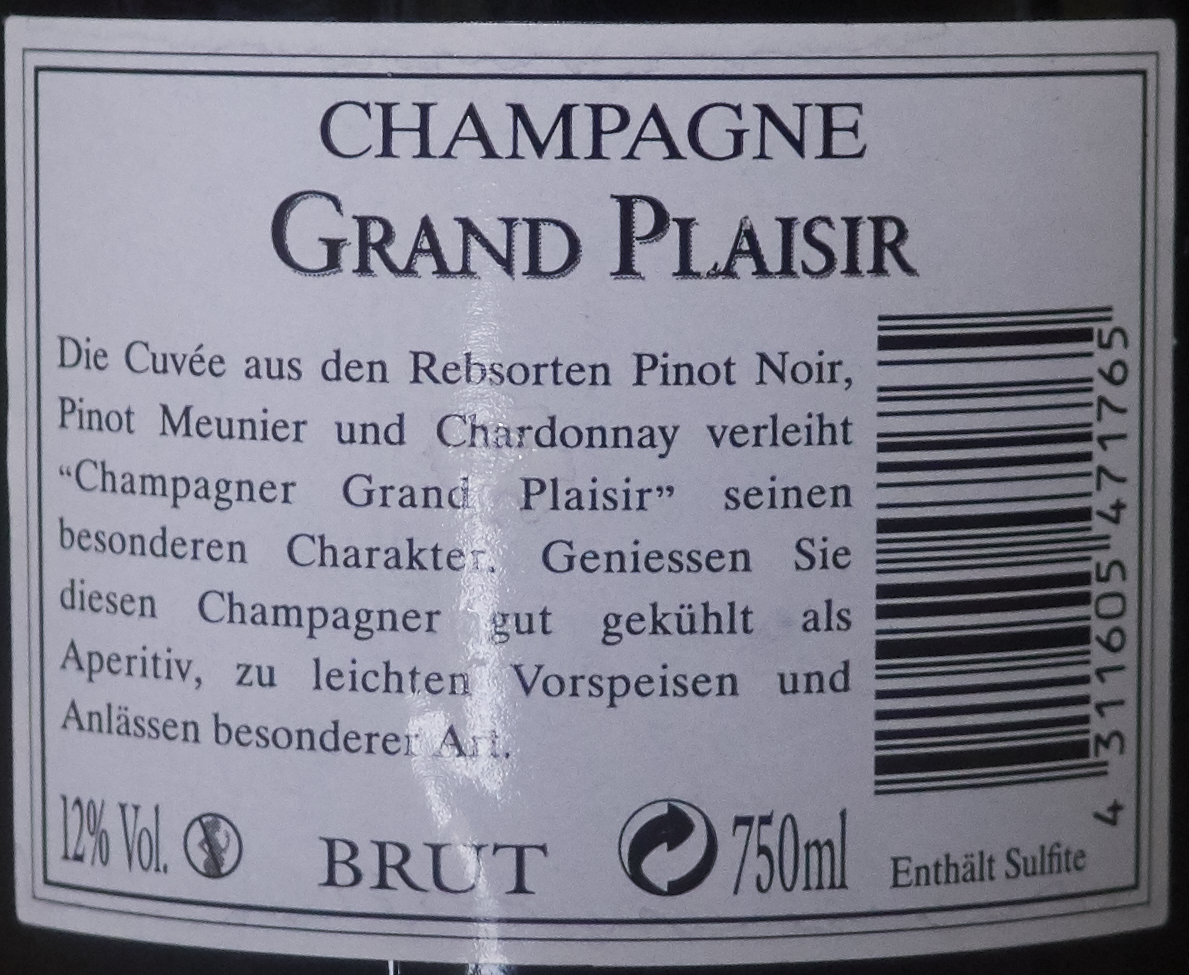 CHAMPAGNE
GRAND PLAISIR
Die Cuvée aus den Rebsorten Pinot Noir,
Pinot Meunier und Chardonnay verleiht
“Champagner Grand Plaisir” seinen
besonderen Charakter. Geniessen Sie
diesen Champagner gut gekühlt als
Aperitiv, zu leichten Vorspeisen und
Anlässen besonderer Art.
12% Vol.
BRUT
750ml
Enthält Sulfite
4 311605 471765